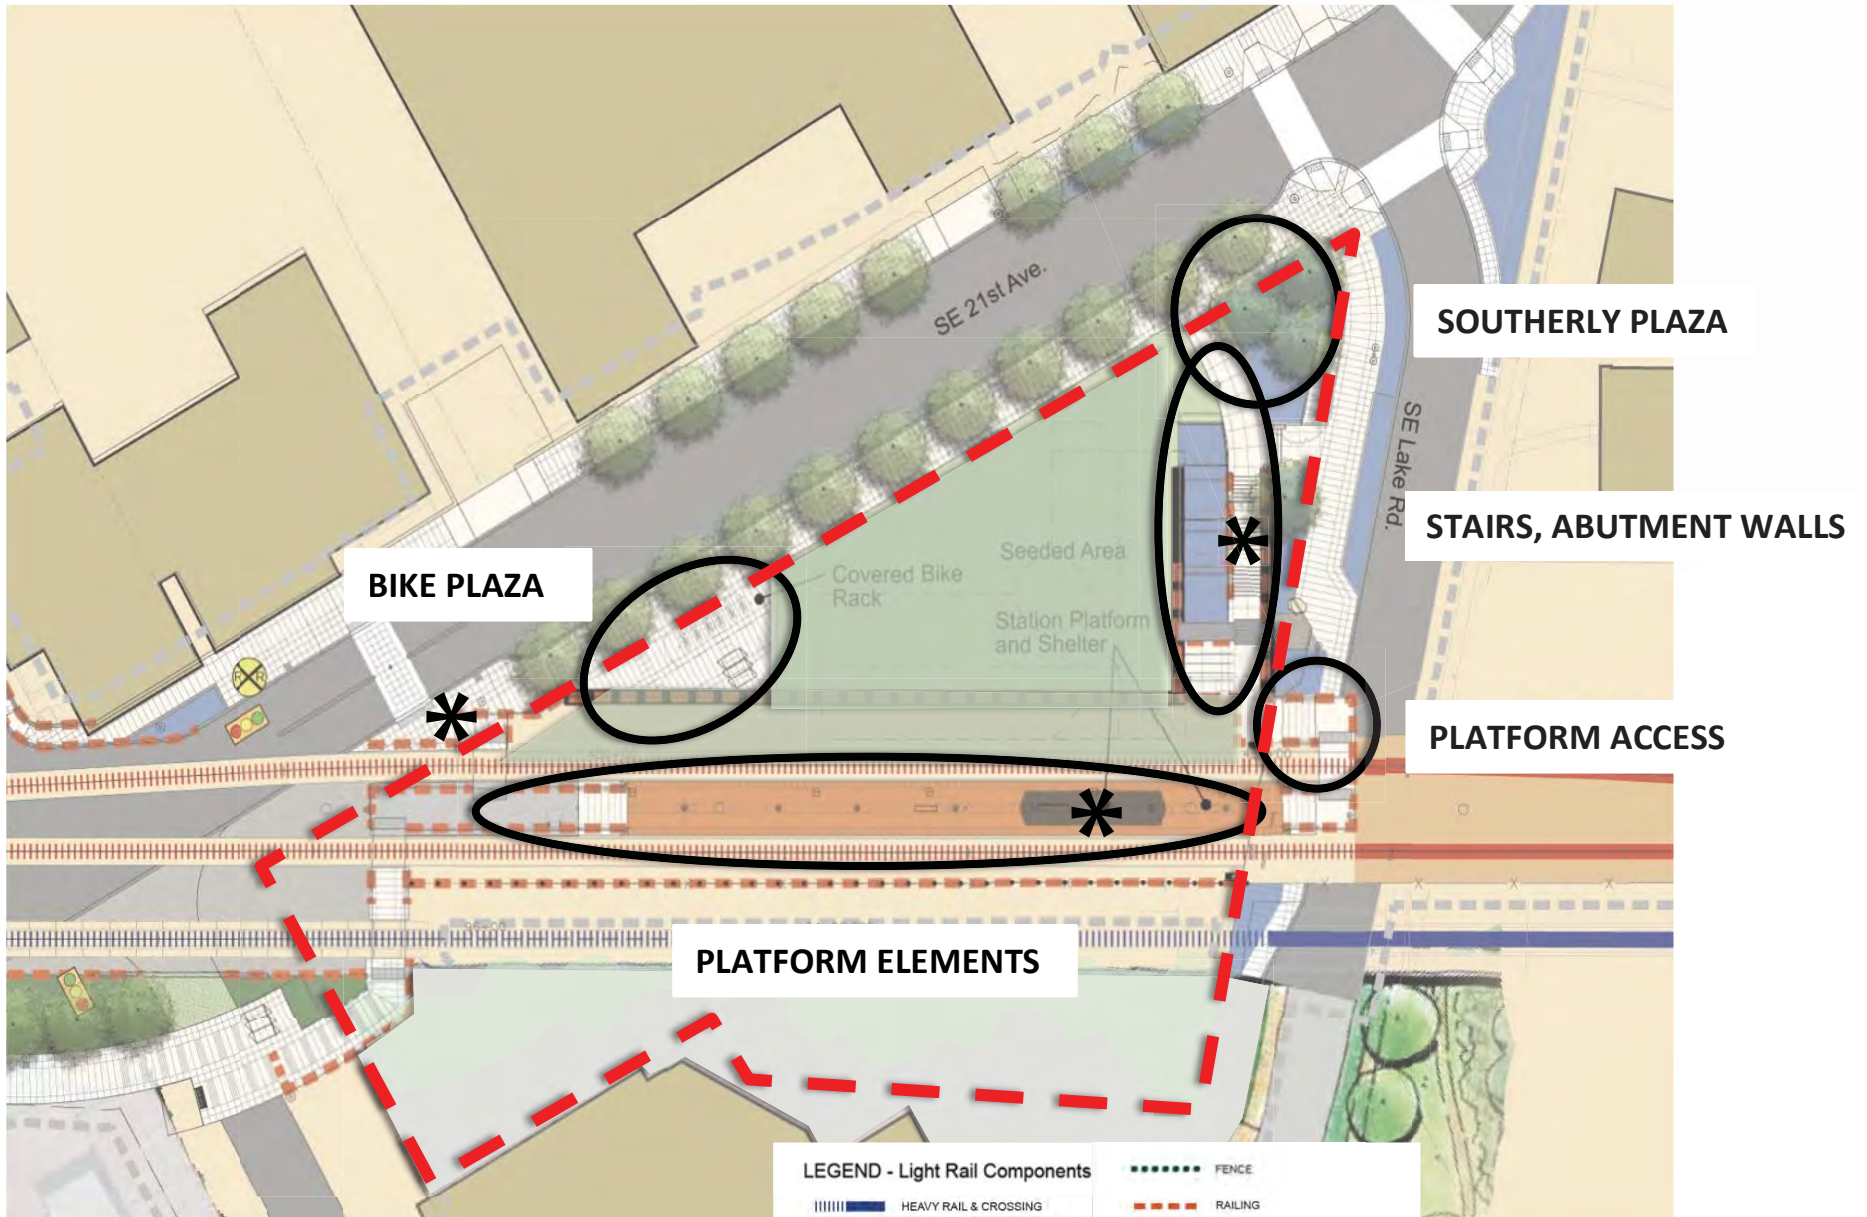 SE 21st Ave.
SOUTHERLY PLAZA
SE Lake Rd.
STAIRS, ABUTMENT WALLS
Seeded Area
BIKE PLAZA
Covered Bike
Rack
Station Platform
and Shelter
R R
PLATFORM ACCESS
PLATFORM ELEMENTS
LEGEND - Light Rail Components
FENCE
HEAVY RAIL & CROSSING
RAILING